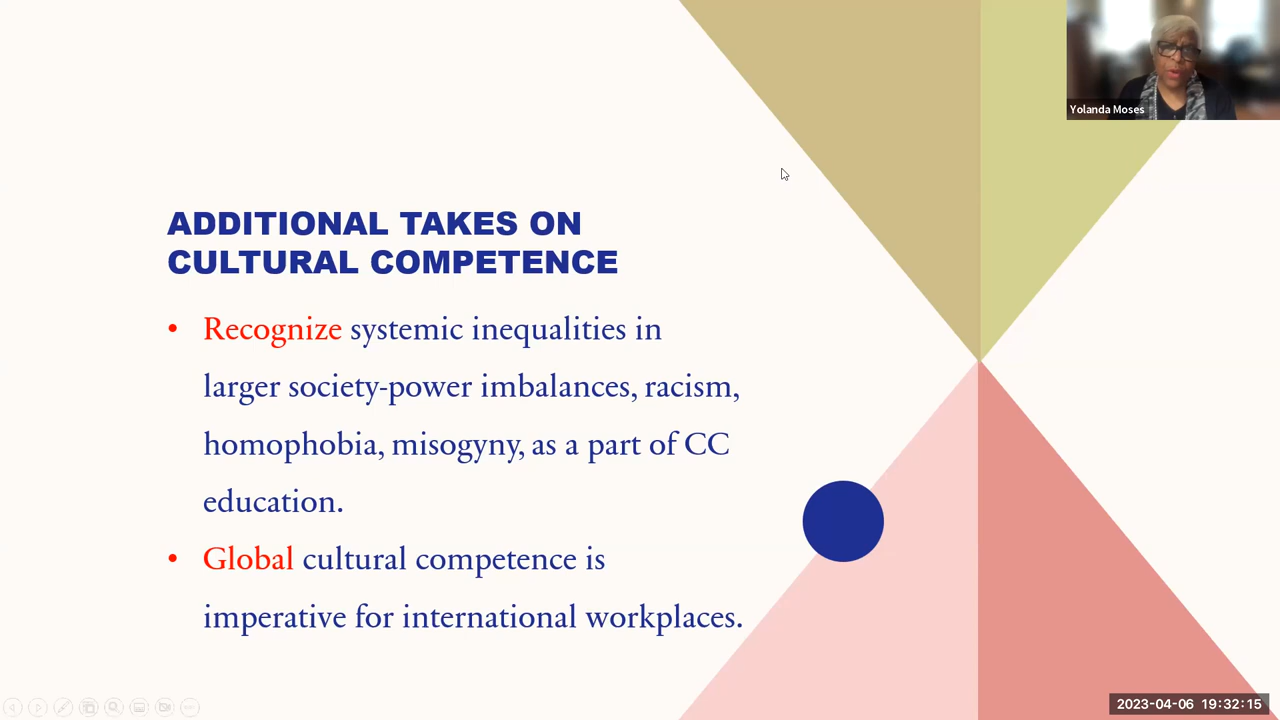 Yolanda Moses
ADDITIONAL TAKES ON
CULTURAL COMPETENCE
• Recognize systemic inequalities in
larger society-power imbalances, racism,
homophobia, misogyny, as a part of CC
education.
• Global cultural competence is
imperative for international workplaces.
2023-04-06 19:32:15